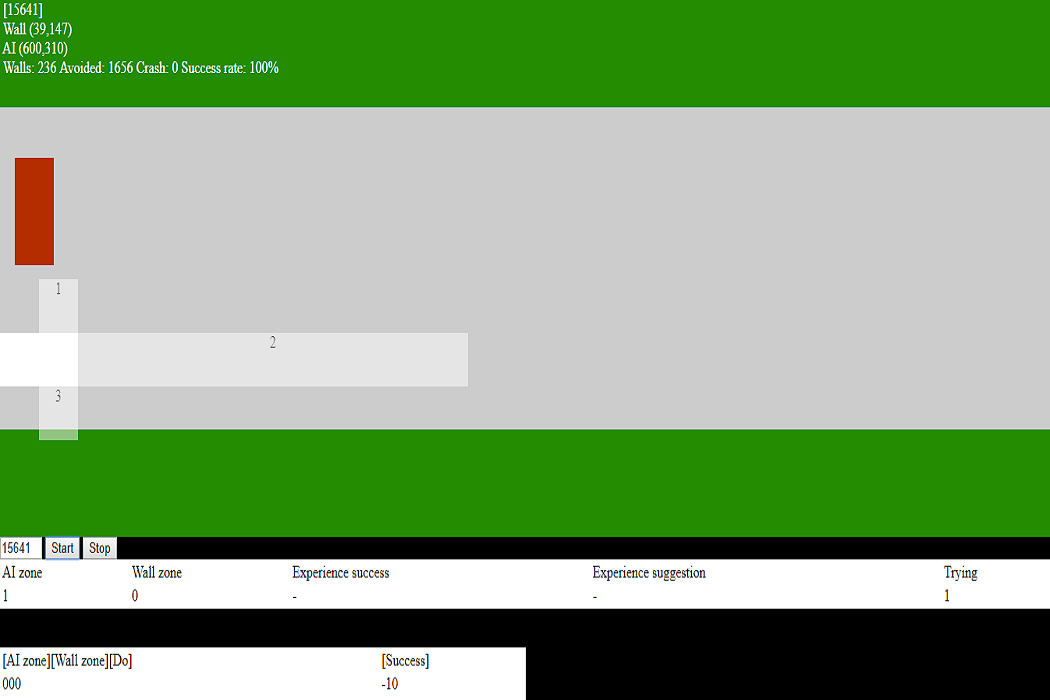 [15641]
Wall (39,147)
AI (600,310)
Walls: 236 Avoided: 1656 Crash: 0 Success rate: 100%
1
2
3
15641 Start Stop
AI zone Wall zone Experience success Experience suggestion Trying
1 0 - - 1
[AI zone][Wall zone][Do] [Success]
000 -10